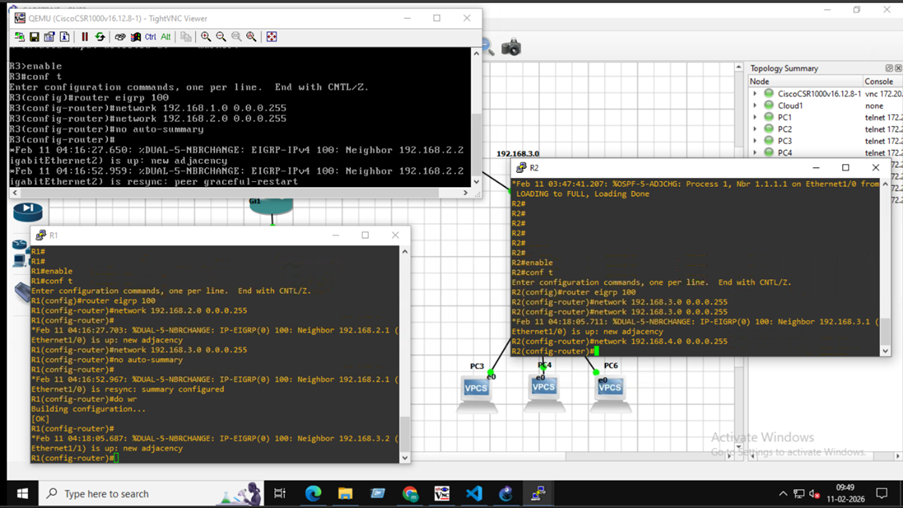 QEMU (CiscoCSR1000v16.12.8-1) - TightVNC Viewer
Ctrl Alt
R3>enable
R3#conf t
Enter configuration commands, one per line. End with CNTL/Z.
R3(config)#router eigrp 100
R3(config-router)#network 192.168.1.0 0.0.0.255
R3(config-router)#network 192.168.2.0 0.0.0.255
R3(config-router)#no auto-summary
R3(config-router)#
*Feb 11 04:16:27.650: %DUAL-5-NBRCHANGE: EIGRP-IPv4 100: Neighbor 192.168.2.2
igabitEthernet2) is up: new adjacency
*Feb 11 04:16:52.959: %DUAL-5-NBRCHANGE: EIGRP-IPv4 100: Neighbor 192.168.2.2
igabitEthernet2) is resync: peer graceful-restart
Gi1
192.168.3.0
Topology Summary
Node Console
CiscoCSR1000v16.12.8-1 vnc 172.20.
Cloud1 none
PC1 telnet 172.2
PC2 telnet 172.2
PC3 telnet 172.2
PC4 telnet 172.2
R1
R1#
R1#
R1#enable
R1#conf t
Enter configuration commands, one per line. End with CNTL/Z.
R1(config)#router eigrp 100
R1(config-router)#network 192.168.2.0 0.0.0.255
R1(config-router)#
*Feb 11 04:16:27.703: %DUAL-5-NBRCHANGE: IP-EIGRP(0) 100: Neighbor 192.168.2.1 (
Ethernet1/0) is up: new adjacency
R1(config-router)#network 192.168.3.0 0.0.0.255
R1(config-router)#no auto-summary
R1(config-router)#
*Feb 11 04:16:52.967: %DUAL-5-NBRCHANGE: IP-EIGRP(0) 100: Neighbor 192.168.2.1 (
Ethernet1/0) is resync: summary configured
R1(config-router)#do wr
Building configuration...
[OK]
R1(config-router)#
*Feb 11 04:18:05.687: %DUAL-5-NBRCHANGE: IP-EIGRP(0) 100: Neighbor 192.168.3.2 (
Ethernet1/1) is up: new adjacency
R1(config-router)#
R2
*Feb 11 03:47:41.207: %OSPF-5-ADJCHG: Process 1, Nbr 1.1.1.1 on Ethernet1/0 from
LOADING to FULL, Loading Done
R2#
R2#
R2#
R2#
R2#
R2#
R2#enable
R2#conf t
Enter configuration commands, one per line. End with CNTL/Z.
R2(config)#router eigrp 100
R2(config-router)#network 192.168.3.0 0.0.0.255
R2(config-router)#network 192.168.3.0 0.0.0.255
R2(config-router)#
*Feb 11 04:18:05.711: %DUAL-5-NBRCHANGE: IP-EIGRP(0) 100: Neighbor 192.168.3.1 (
Ethernet1/0) is up: new adjacency
R2(config-router)#network 192.168.4.0 0.0.0.255
R2(config-router)#
PC3 PC4 PC6
e0 e0 e0
VPCS VPCS VPCS
Activate Windows
Go to Settings to activate Windows.
Type here to search
09:49
11-02-2026